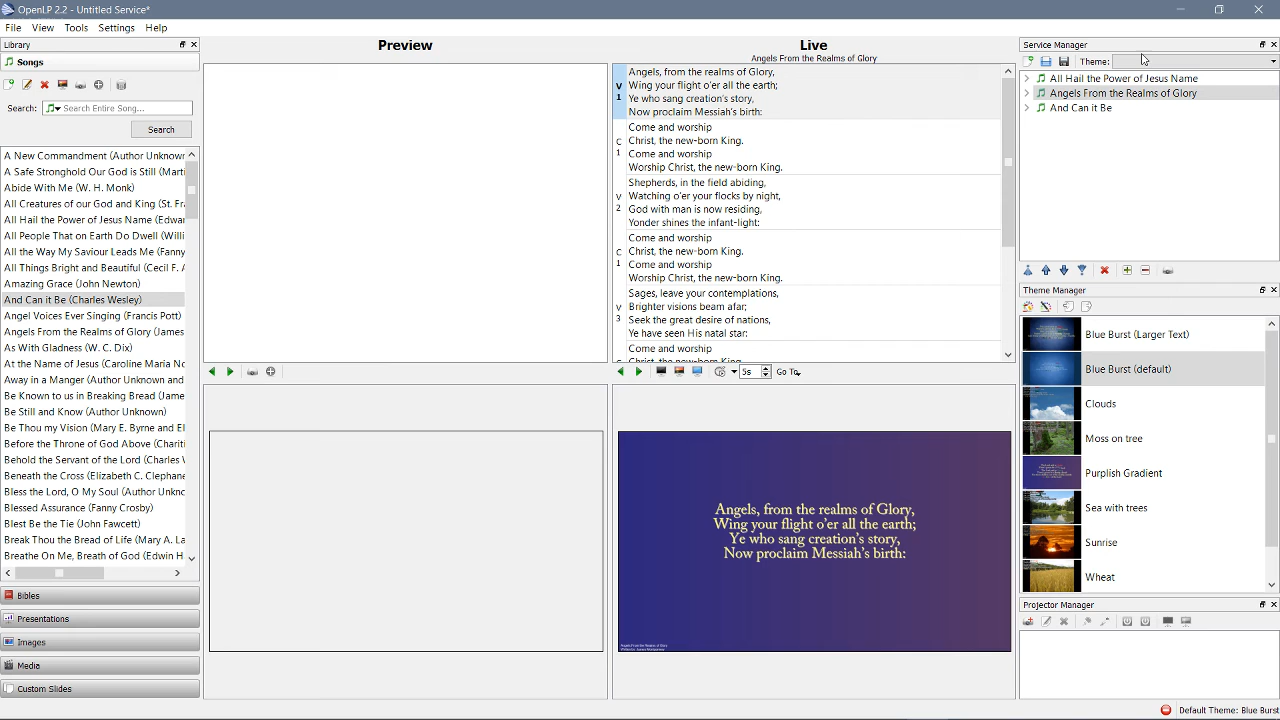 OpenLP 2.2 - Untitled Service*
File View Tools Settings Help
Library
Songs
Search: Search Entire Song...
Search
A New Commandment (Author Unknown
A Safe Stronghold Our God is Still (Marti
Abide With Me (W. H. Monk)
All Creatures of our God and King (St. Fra
All Hail the Power of Jesus Name (Edwar
All People That on Earth Do Dwell (Willia
All the Way My Saviour Leads Me (Fanny
All Things Bright and Beautiful (Cecil F. A
Amazing Grace (John Newton)
And Can it Be (Charles Wesley)
Angel Voices Ever Singing (Francis Pott)
Angels From the Realms of Glory (James
As With Gladness (W. C. Dix)
At the Name of Jesus (Caroline Maria No
Away in a Manger (Author Unknown)
Be Known to us in Breaking Bread (James
Be Still and Know (Author Unknown)
Be Thou my Vision (Mary E. Byrne and El
Before the Throne of God Above (Chariti
Behold the Servant of the Lord (Charles W
Beneath the Cross (Elizabeth C. Clephane
Bless the Lord, O My Soul (Author Unkno
Blessed Assurance (Fanny Crosby)
Blest Be the Tie (John Fawcett)
Break Thou the Bread of Life (Mary A. La
Breathe On Me, Breath of God (Edwin H
Bibles
Presentations
Images
Media
Custom Slides
Preview
Live
Angels From the Realms of Glory
V 1
Angels, from the realms of Glory,
Wing your flight o'er all the earth;
Ye who sang creation's story,
Now proclaim Messiah's birth:
C 1
Come and worship
Christ, the new-born King.
Come and worship
Worship Christ, the new-born King.
V 2
Shepherds, in the field abiding,
Watching o'er your flocks by night,
God with man is now residing,
Yonder shines the infant-light:
C 1
Come and worship
Christ, the new-born King.
Come and worship
Worship Christ, the new-born King.
V 3
Sages, leave your contemplations,
Brighter visions beam afar;
Seek the great desire of nations,
Ye have seen His natal star:
C
Come and worship
Christ, the new-born King.
5s Go To
Angels, from the realms of Glory,
Wing your flight o'er all the earth;
Ye who sang creation's story,
Now proclaim Messiah's birth:
Service Manager
Theme:
All Hail the Power of Jesus Name
Angels From the Realms of Glory
And Can it Be
Theme Manager
Blue Burst (Larger Text)
Blue Burst (default)
Clouds
Moss on tree
Purplish Gradient
Sea with trees
Sunrise
Wheat
Projector Manager
Default Theme: Blue Burst